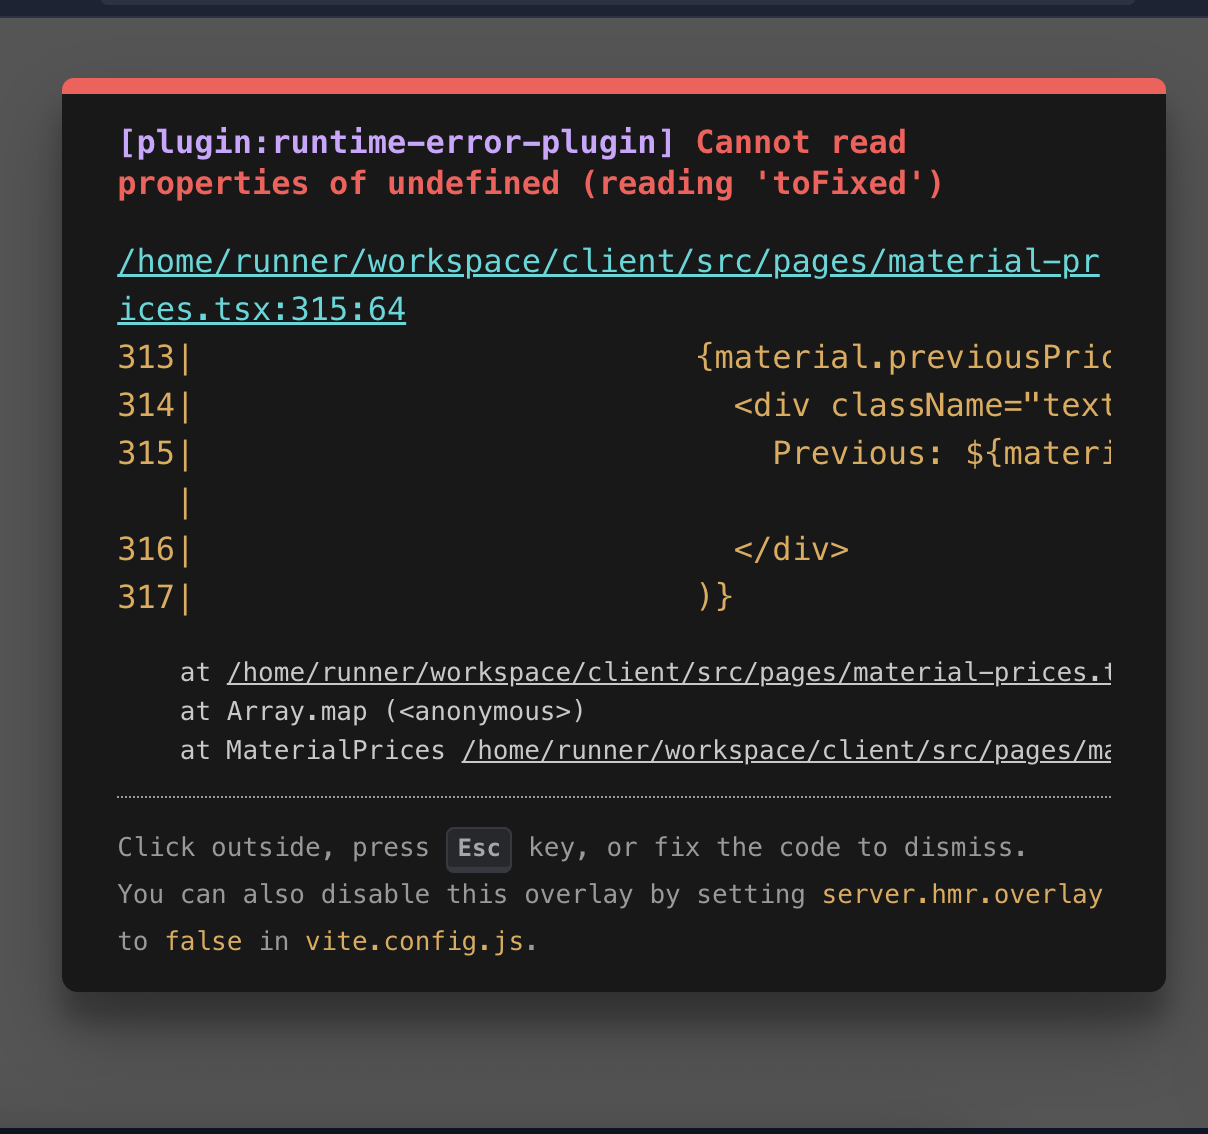 [plugin:runtime-error-plugin] Cannot read
properties of undefined (reading 'toFixed')
/home/runner/workspace/client/src/pages/material-pr
ices.tsx:315:64
313|                          {material.previousPric
314|                            <div className="text
315|                              Previous: ${materi
   |
316|                            </div>
317|                          )}
    at /home/runner/workspace/client/src/pages/material-prices.t
    at Array.map (<anonymous>)
    at MaterialPrices /home/runner/workspace/client/src/pages/ma
Click outside, press Esc key, or fix the code to dismiss.
You can also disable this overlay by setting server.hmr.overlay
to false in vite.config.js.